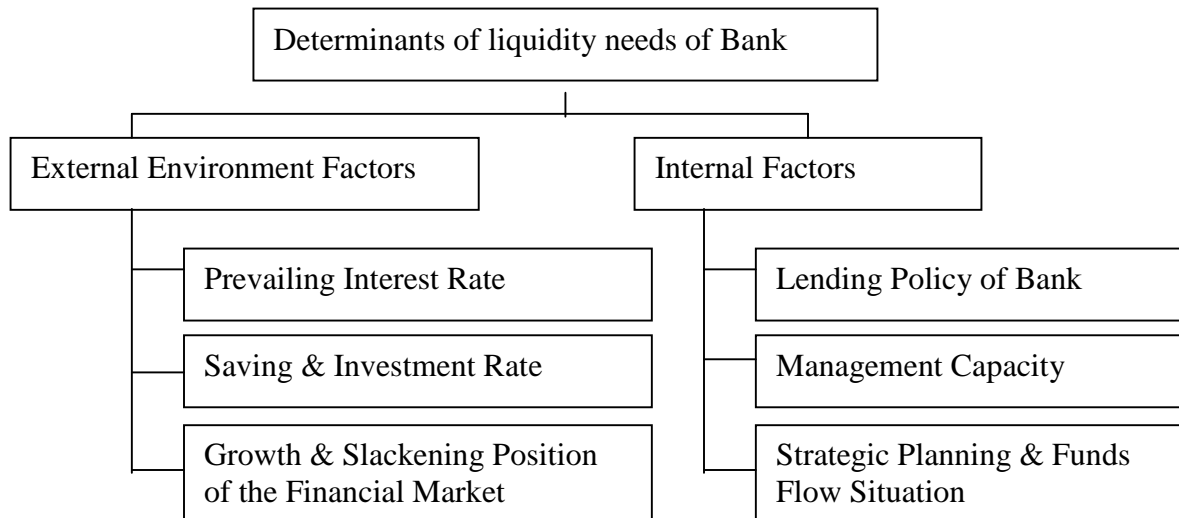 Determinants of liquidity needs of Bank
External Environment Factors
Prevailing Interest Rate
Saving & Investment Rate
Growth & Slackening Position
of the Financial Market
Internal Factors
Lending Policy of Bank
Management Capacity
Strategic Planning & Funds
Flow Situation